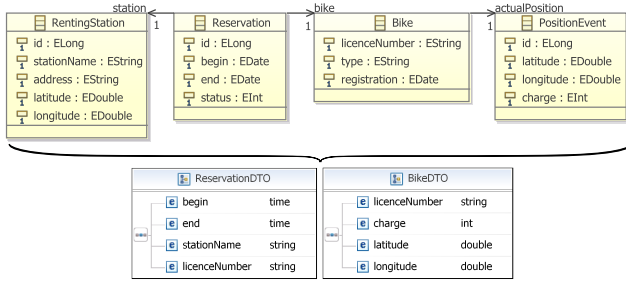 station
bike
actualPosition
1
1
1
RentingStation
id : ELong
stationName : EString
address : EString
latitude : EDouble
longitude : EDouble
Reservation
id : ELong
begin : EDate
end : EDate
status : EInt
Bike
licenceNumber : EString
type : EString
registration : EDate
PositionEvent
id : ELong
latitude : EDouble
longitude : EDouble
charge : EInt
ReservationDTO
begin time
end time
stationName string
licenceNumber string
BikeDTO
licenceNumber string
charge int
latitude double
longitude double